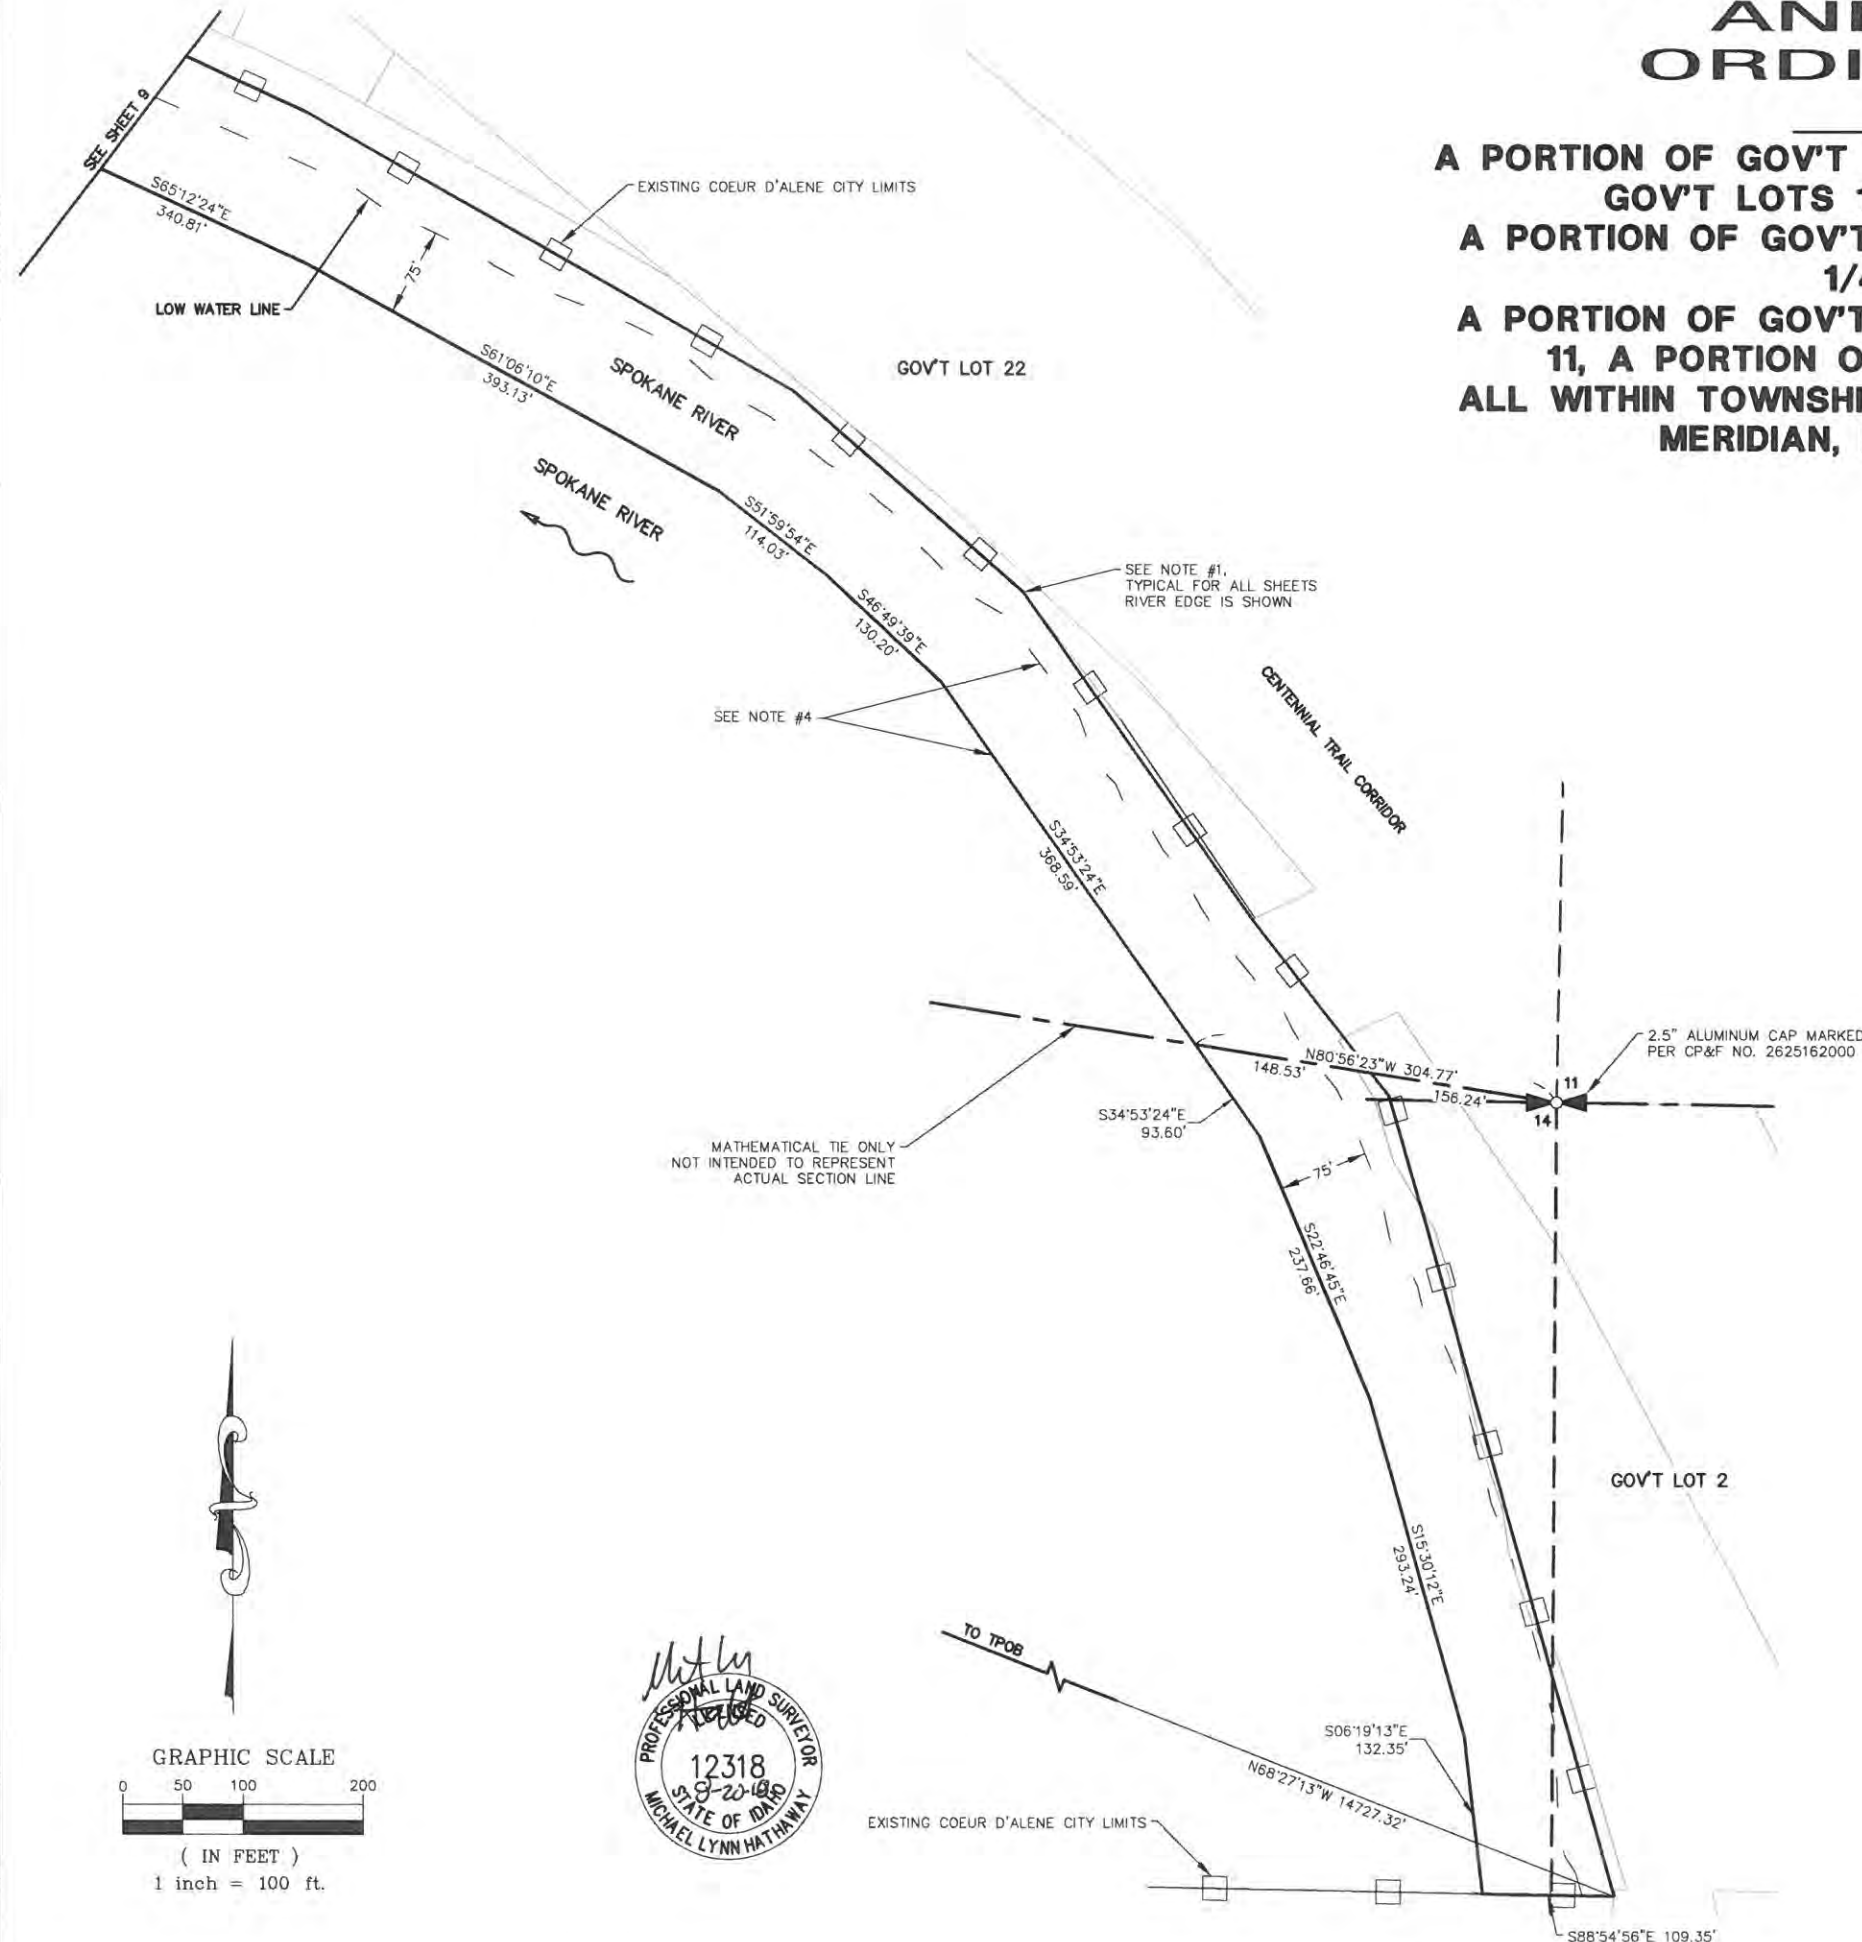 ORDI
A PORTION OF GOV'T
GOV'T LOTS
A PORTION OF GOV'T
1/4
A PORTION OF GOV'T
11, A PORTION O
ALL WITHIN TOWNSHI
MERIDIAN,
SEE SHEET 9
S65°12'24"E
340.81'
EXISTING COEUR D'ALENE CITY LIMITS
75'
LOW WATER LINE
S61°06'10"E
393.13'
SPOKANE RIVER
GOV'T LOT 22
SPOKANE RIVER
S51°59'54"E
114.03'
SEE NOTE #1,
TYPICAL FOR ALL SHEETS
RIVER EDGE IS SHOWN
S46°49'39"E
130.20'
SEE NOTE #4
CENTENNIAL TRAIL CORRIDOR
S34°53'24"E
368.59'
2.5" ALUMINUM CAP MARKED
PER CP&F NO. 2625162000
N80°56'23"W 304.77'
148.53'
156.24'
11
14
S34°53'24"E
93.60'
MATHEMATICAL TIE ONLY
NOT INTENDED TO REPRESENT
ACTUAL SECTION LINE
75'
S22°46'45"E
237.66'
GOV'T LOT 2
S15°30'12"E
293.24'
TO TPOB
PROFESSIONAL LAND SURVEYOR
LICENSED
12318
STATE OF IDAHO
MICHAEL LYNN HATHAWAY
S06°19'13"E
132.35'
N68°27'13"W 14727.32'
GRAPHIC SCALE
0 50 100 200
( IN FEET )
1 inch = 100 ft.
EXISTING COEUR D'ALENE CITY LIMITS
S88°54'56"E 109.35'